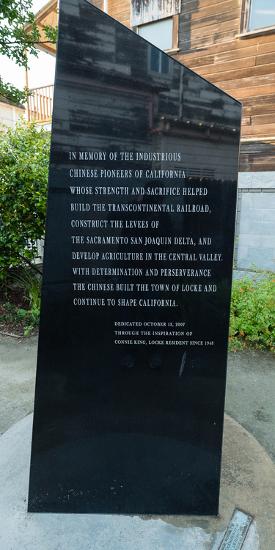 IN MEMORY OF THE INDUSTRIOUS
CHINESE PIONEERS OF CALIFORNIA
WHOSE STRENGTH AND SACRIFICE HELPED
BUILD THE TRANSCONTINENTAL RAILROAD,
CONSTRUCT THE LEVEES OF
THE SACRAMENTO SAN JOAQUIN DELTA, AND
DEVELOP AGRICULTURE IN THE CENTRAL VALLEY.
WITH DETERMINATION AND PERSERVERANCE
THE CHINESE BUILT THE TOWN OF LOCKE AND
CONTINUE TO SHAPE CALIFORNIA.
DEDICATED OCTOBER 13, 2007
THROUGH THE INSPIRATION OF
CONNIE KING, LOCKE RESIDENT SINCE 1948